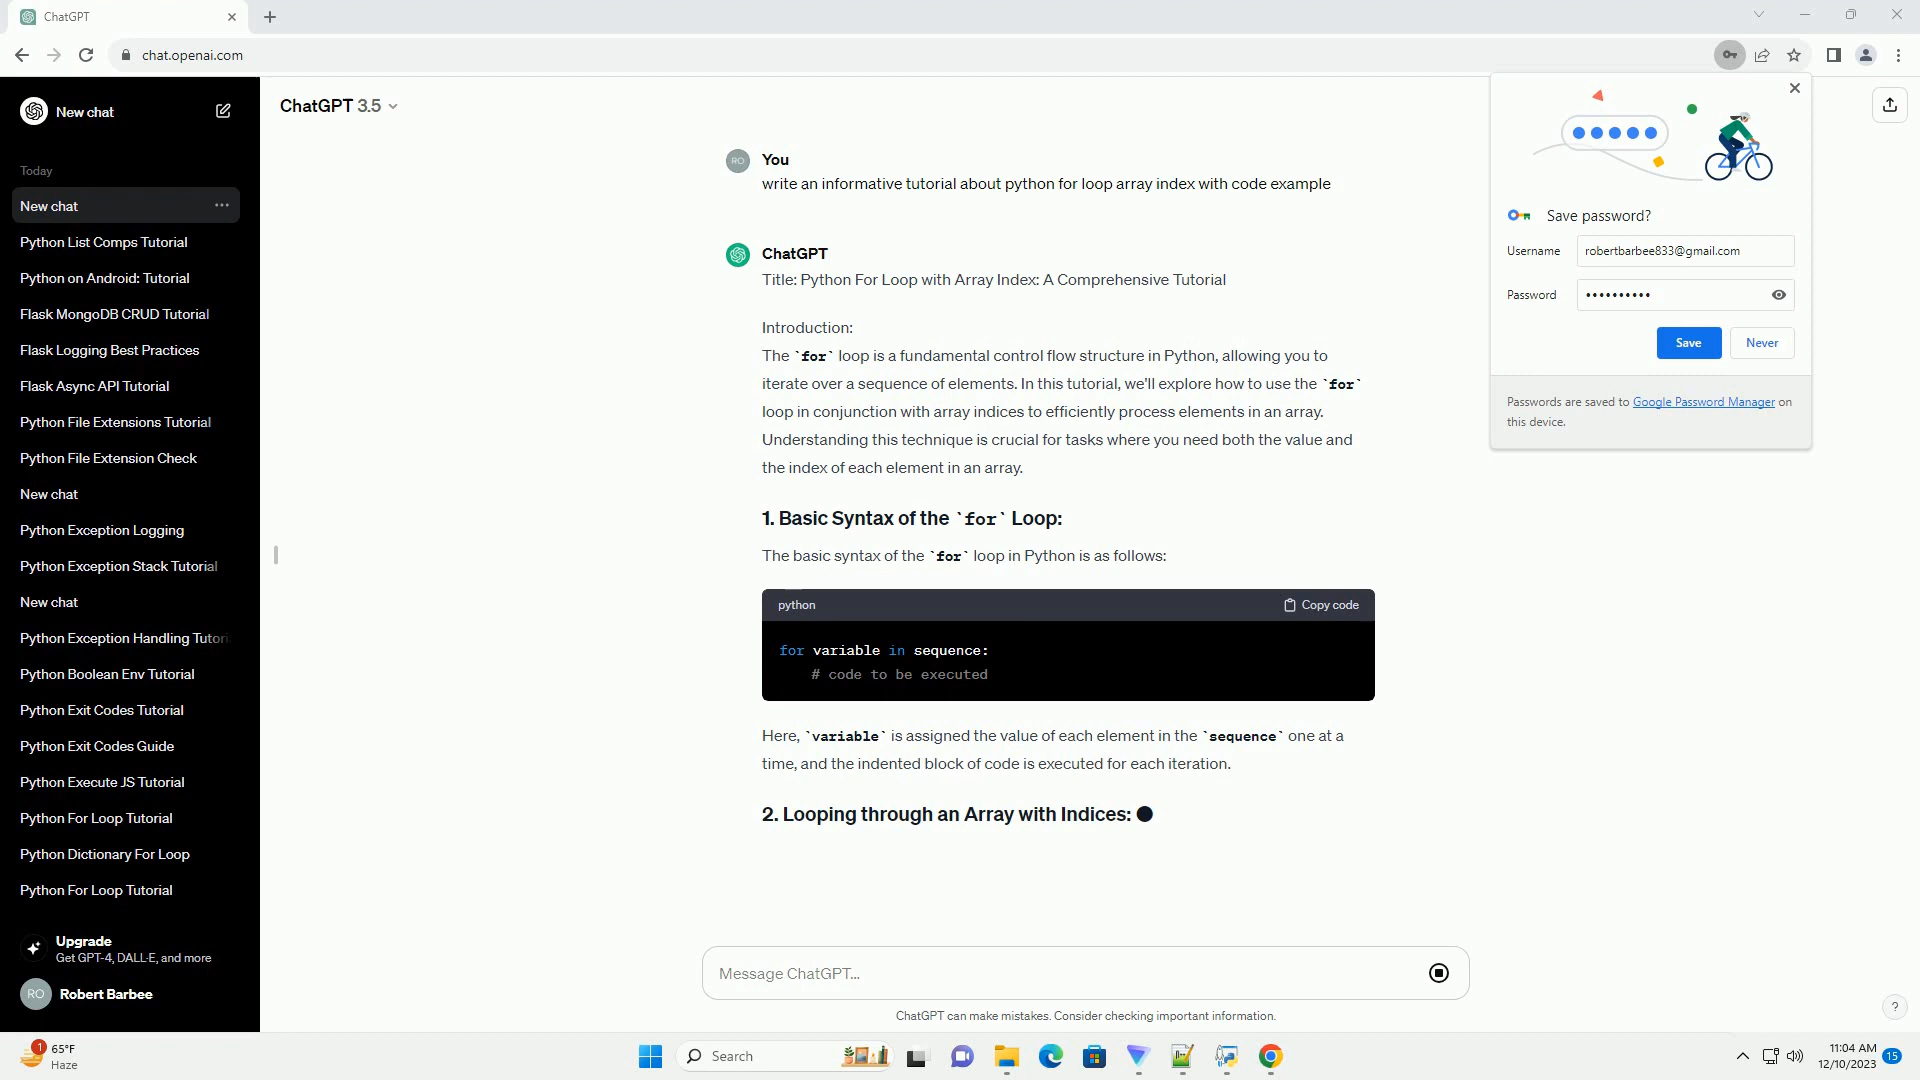 ChatGPT
chat.openai.com
New chat
Today
New chat
Python List Comps Tutorial
Python on Android: Tutorial
Flask MongoDB CRUD Tutorial
Flask Logging Best Practices
Flask Async API Tutorial
Python File Extensions Tutorial
Python File Extension Check
New chat
Python Exception Logging
Python Exception Stack Tutorial
New chat
Python Exception Handling Tutori
Python Boolean Env Tutorial
Python Exit Codes Tutorial
Python Exit Codes Guide
Python Execute JS Tutorial
Python For Loop Tutorial
Python Dictionary For Loop
Python For Loop Tutorial
Upgrade
Get GPT-4, DALL·E, and more
RO Robert Barbee
ChatGPT 3.5
RO You
write an informative tutorial about python for loop array index with code example
ChatGPT
Title: Python For Loop with Array Index: A Comprehensive Tutorial
Introduction:
The `for` loop is a fundamental control flow structure in Python, allowing you to
iterate over a sequence of elements. In this tutorial, we'll explore how to use the `for`
loop in conjunction with array indices to efficiently process elements in an array.
Understanding this technique is crucial for tasks where you need both the value and
the index of each element in an array.
1. Basic Syntax of the `for` Loop:
The basic syntax of the `for` loop in Python is as follows:
python Copy code
for variable in sequence:
# code to be executed
Here, `variable` is assigned the value of each element in the `sequence` one at a
time, and the indented block of code is executed for each iteration.
2. Looping through an Array with Indices:
Message ChatGPT...
ChatGPT can make mistakes. Consider checking important information.
Save password?
Username robertbarbee833@gmail.com
Password ••••••••••
Save Never
Passwords are saved to Google Password Manager on
this device.
?
1
65°F
Haze
Search
11:04 AM
12/10/2023
15